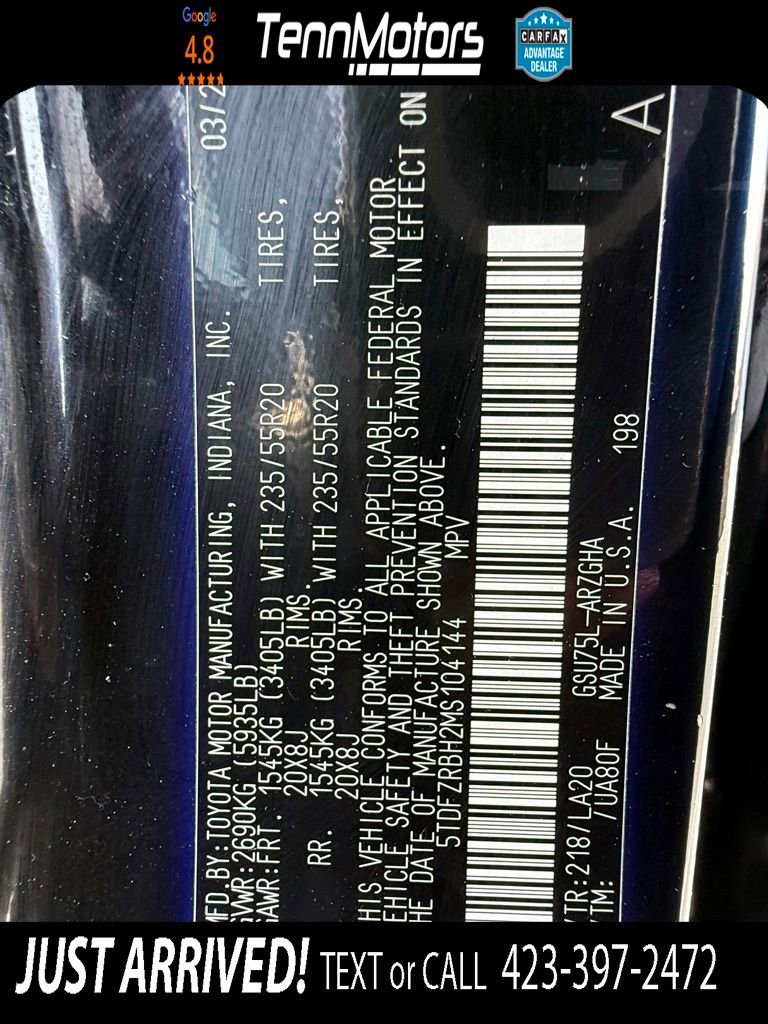 Google
4.8
TennMotors
CARFAX
ADVANTAGE
DEALER
03/2
MFD.BY:TOYOTA MOTOR MANUFACTURING, INDIANA, INC.
GVWR:2690KG (5935LB)
GAWR:FRT. 1545KG (3405LB) WITH 235/55R20 TIRES,
20X8J RIMS.
RR. 1545KG (3405LB) WITH 235/55R20 TIRES,
20X8J RIMS.
HIS VEHICLE CONFORMS TO ALL APPLICABLE FEDERAL MOTOR
EHICLE SAFETY AND THEFT PREVENTION STANDARDS IN EFFECT ON
HE DATE OF MANUFACTURE SHOWN ABOVE.
5TDFZRBH2MS104144 MPV
A
/TR:218/LA20 GSU75L-ARZGHA
/TM: /UA80F MADE IN U.S.A. 198
JUST ARRIVED! TEXT or CALL 423-397-2472